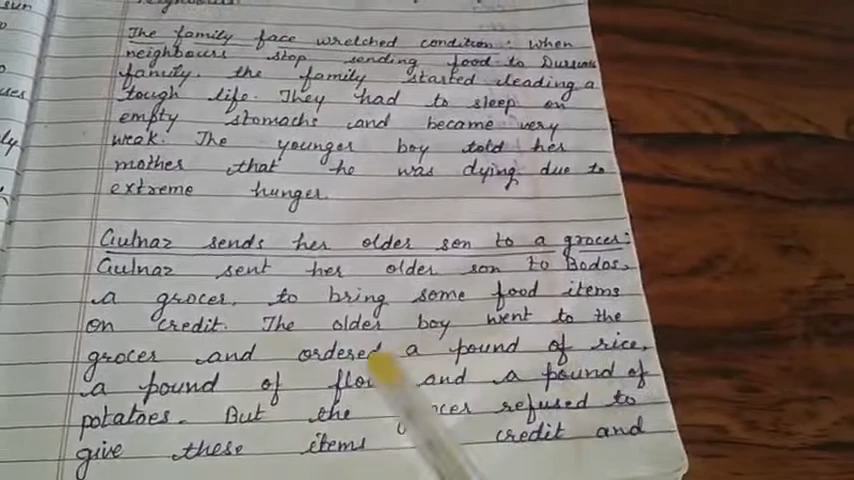 The family face wretched condition: When
neighbours stop sending food to Dursuns
family. the family started leading a
tough life. They had to sleep on
empty stomachs and became very
weak. The younger boy told her
mother that he was dying due to
extreme hunger.
Gulnaz sends her older son to a grocer:
Gulnaz sent her older son to Bodos,
a grocer, to bring some food items
on credit. The older boy went to the
grocer and ordered a pound of rice,
a pound of and a pound of
potatoes. But the refused to
give these items credit and